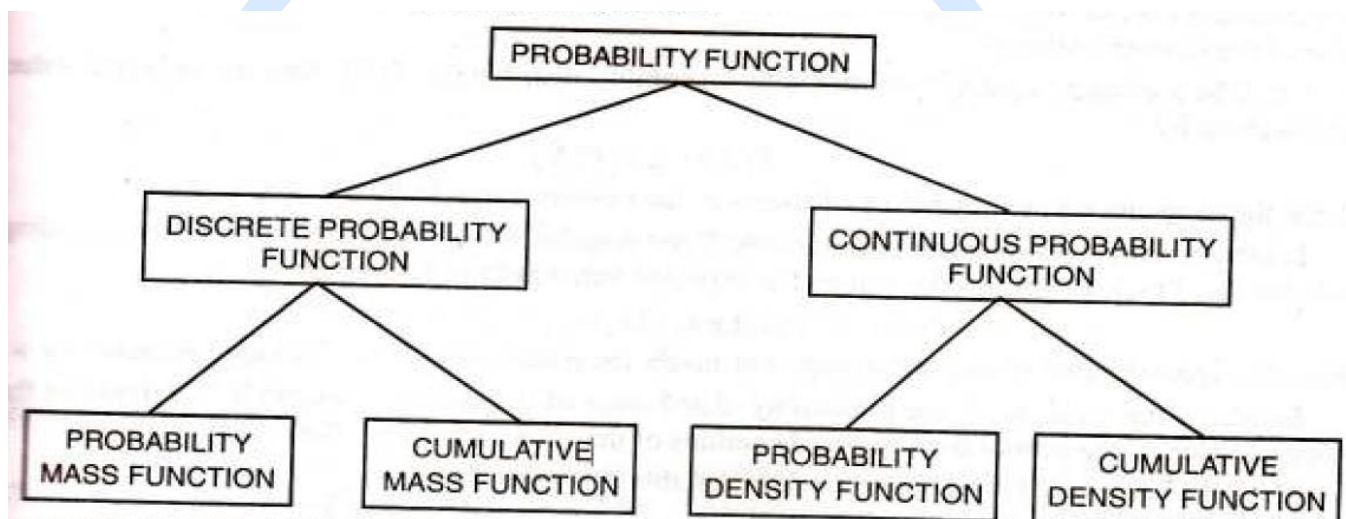 PROBABILITY FUNCTION
DISCRETE PROBABILITY
FUNCTION
CONTINUOUS PROBABILITY
FUNCTION
PROBABILITY
MASS FUNCTION
CUMULATIVE
MASS FUNCTION
PROBABILITY
DENSITY FUNCTION
CUMULATIVE
DENSITY FUNCTION